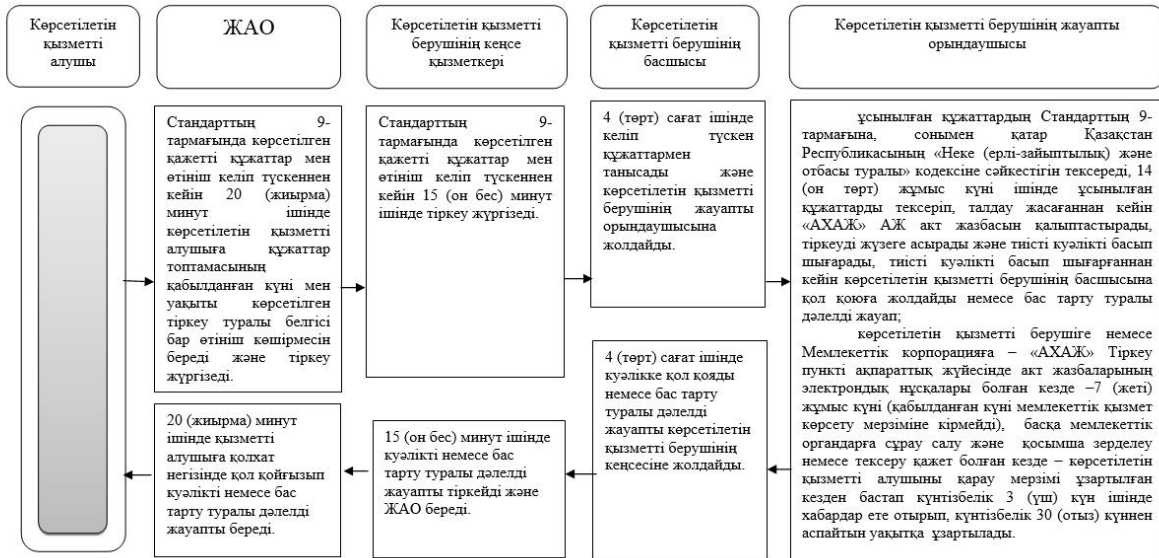 Көрсетілетін
қызметті
алушы
ЖАО
Көрсетілетін қызметті
берушінің кеңсе
қызметкері
Көрсетілетін
қызметті берушінің
басшысы
Көрсетілетін қызметті берушінің жауапты
орындаушысы
Стандарттың 9-
тармағында көрсетілген
қажетті құжаттар мен
өтініш келіп түскеннен
кейін 20 (жиырма)
минут ішінде
көрсетілетін қызметті
алушыға құжаттар
топтамасының
қабылданған күні мен
уақыты көрсетілген
тіркеу туралы белгісі
бар өтініш көшірмесін
береді және тіркеу
жүргізеді.
Стандарттың 9-
тармағында көрсетілген
қажетті құжаттар мен
өтініш келіп түскеннен
кейін 15 (он бес) минут
ішінде тіркеу жүргізеді.
4 (төрт) сағат ішінде
келіп түскен
құжаттармен
танысады және
көрсетілетін қызметті
берушінің жауапты
орындаушысына
жолдайды.
ұсынылған құжаттардың Стандарттың 9-
тармағына, сонымен қатар Қазақстан
Республикасының «Неке (ерлі-зайыптылық) және
отбасы туралы» кодексіне сәйкестігін тексереді, 14
(он төрт) жұмыс күні ішінде ұсынылған
құжаттарды тексеріп, талдау жасағаннан кейін
«АХАЖ» АЖ акт жазбасын қалыптастырады,
тіркеуді жүзеге асырады және тиісті куәлікті басып
шығарады, тиісті куәлікті басып шығарғаннан
кейін көрсетілетін қызметті берушінің басшысына
қол қоюға жолдайды немесе бас тарту туралы
дәлелді жауап;
көрсетілетін қызметті берушіге немесе
Мемлекеттік корпорацияға – «АХАЖ» Тіркеу
пункті ақпараттық жүйесінде акт жазбаларының
электрондық нұсқалары болған кезде –7 (жеті)
жұмыс күні (қабылданған күні мемлекеттік қызмет
көрсету мерзіміне кірмейді), басқа мемлекеттік
органдарға сұрау салу және қосымша зерделеу
немесе тексеру қажет болған кезде – көрсетілетін
қызметті алушыны қарау мерзімі ұзартылған
кезден бастап күнтізбелік 3 (үш) күн ішінде
хабардар ете отырып, күнтізбелік 30 (отыз) күннен
аспайтын уақытқа ұзартылады.
4 (төрт) сағат ішінде
куәлікке қол қояды
немесе бас тарту
туралы дәлелді
жауапты көрсетілетін
қызметті берушінің
кеңсесіне жолдайды.
15 (он бес) минут ішінде
куәлікті немесе бас
тарту туралы дәлелді
жауапты тіркейді және
ЖАО береді.
20 (жиырма) минут
ішінде қызметті
алушыға қолхат
негізінде қол қойғызып
куәлікті немесе бас
тарту туралы дәлелді
жауапты береді.